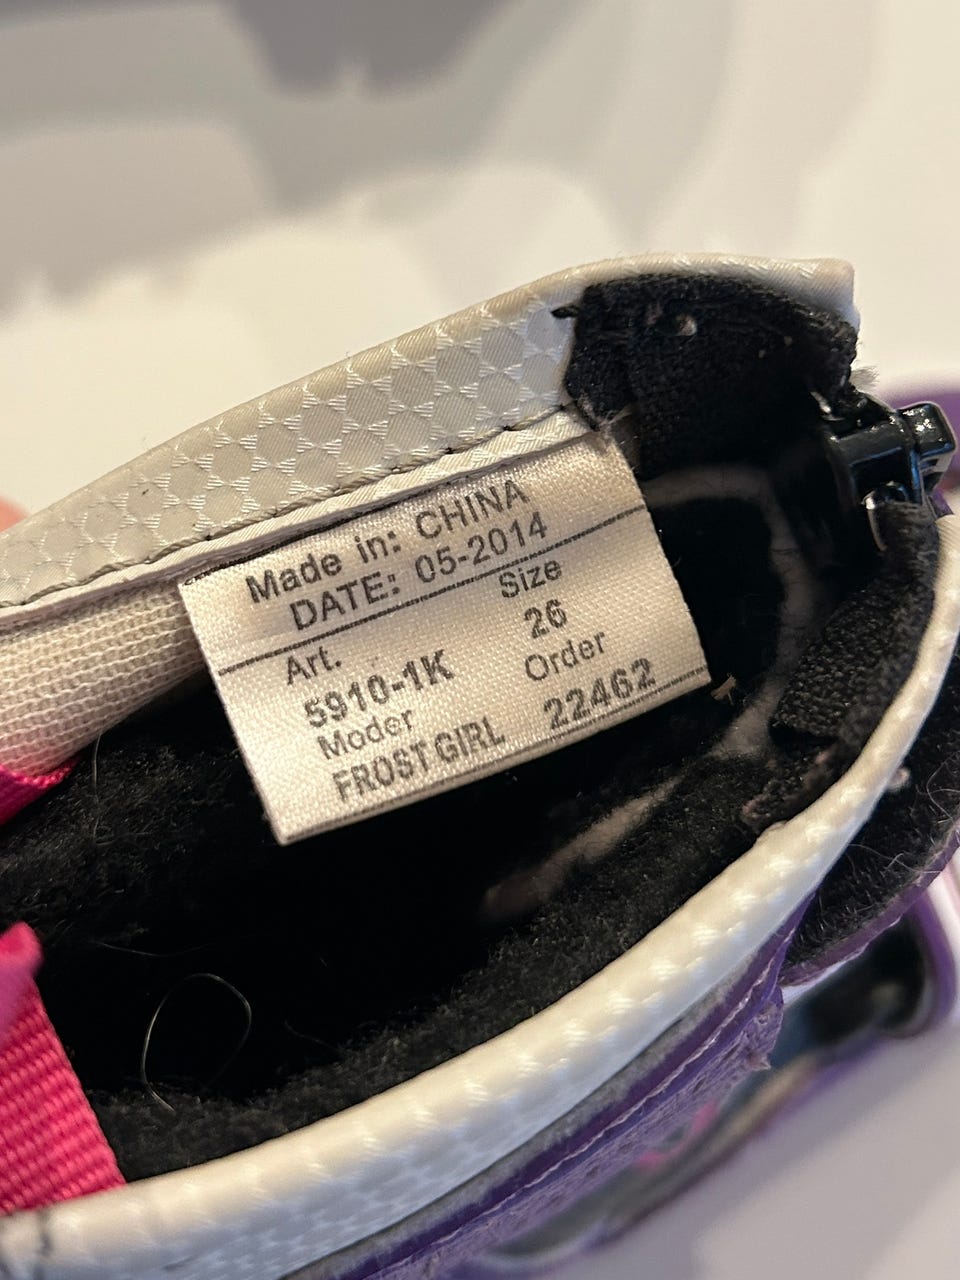 Made in: CHINA
DATE: 05-2014
Art. Size
5910-1K 26
Moder Order
FROST GIRL 22462